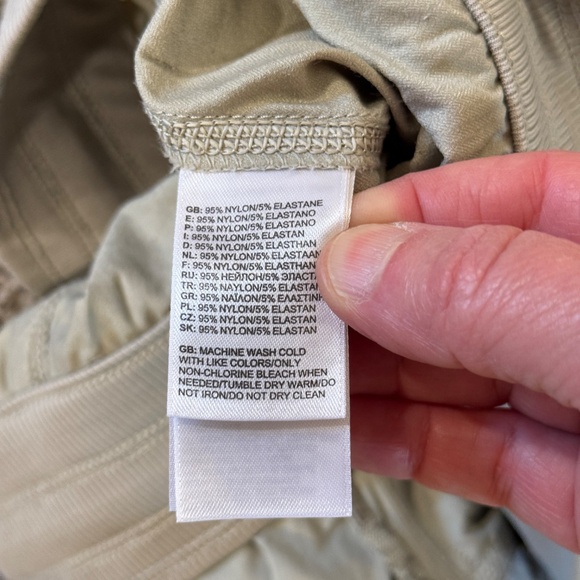 GB: 95% NYLON/5% ELASTANE
E: 95% NYLON/5% ELASTANO
P: 95% NYLON/5% ELASTANO
I: 95% NYLON/5% ELASTAN
D: 95% NYLON/5% ELASTHAN
NL: 95% NYLON/5% ELASTAAN
F: 95% NYLON/5% ELASTHAN
RU: 95% НЕЙЛОН/5%
TR: 95% NAYLON/5% ELASTAN
GR: 95% ΝΑΪΛΟΝ/5% ΕΛΑΣΤΙΝ
PL: 95% NYLON/5% ELASTAN
CZ: 95% NYLON/5% ELASTAN
SK: 95% NYLON/5% ELASTAN
GB: MACHINE WASH COLD
WITH LIKE COLORS/ONLY
NON-CHLORINE BLEACH WHEN
NEEDED/TUMBLE DRY WARM/DO
NOT IRON/DO NOT DRY CLEAN